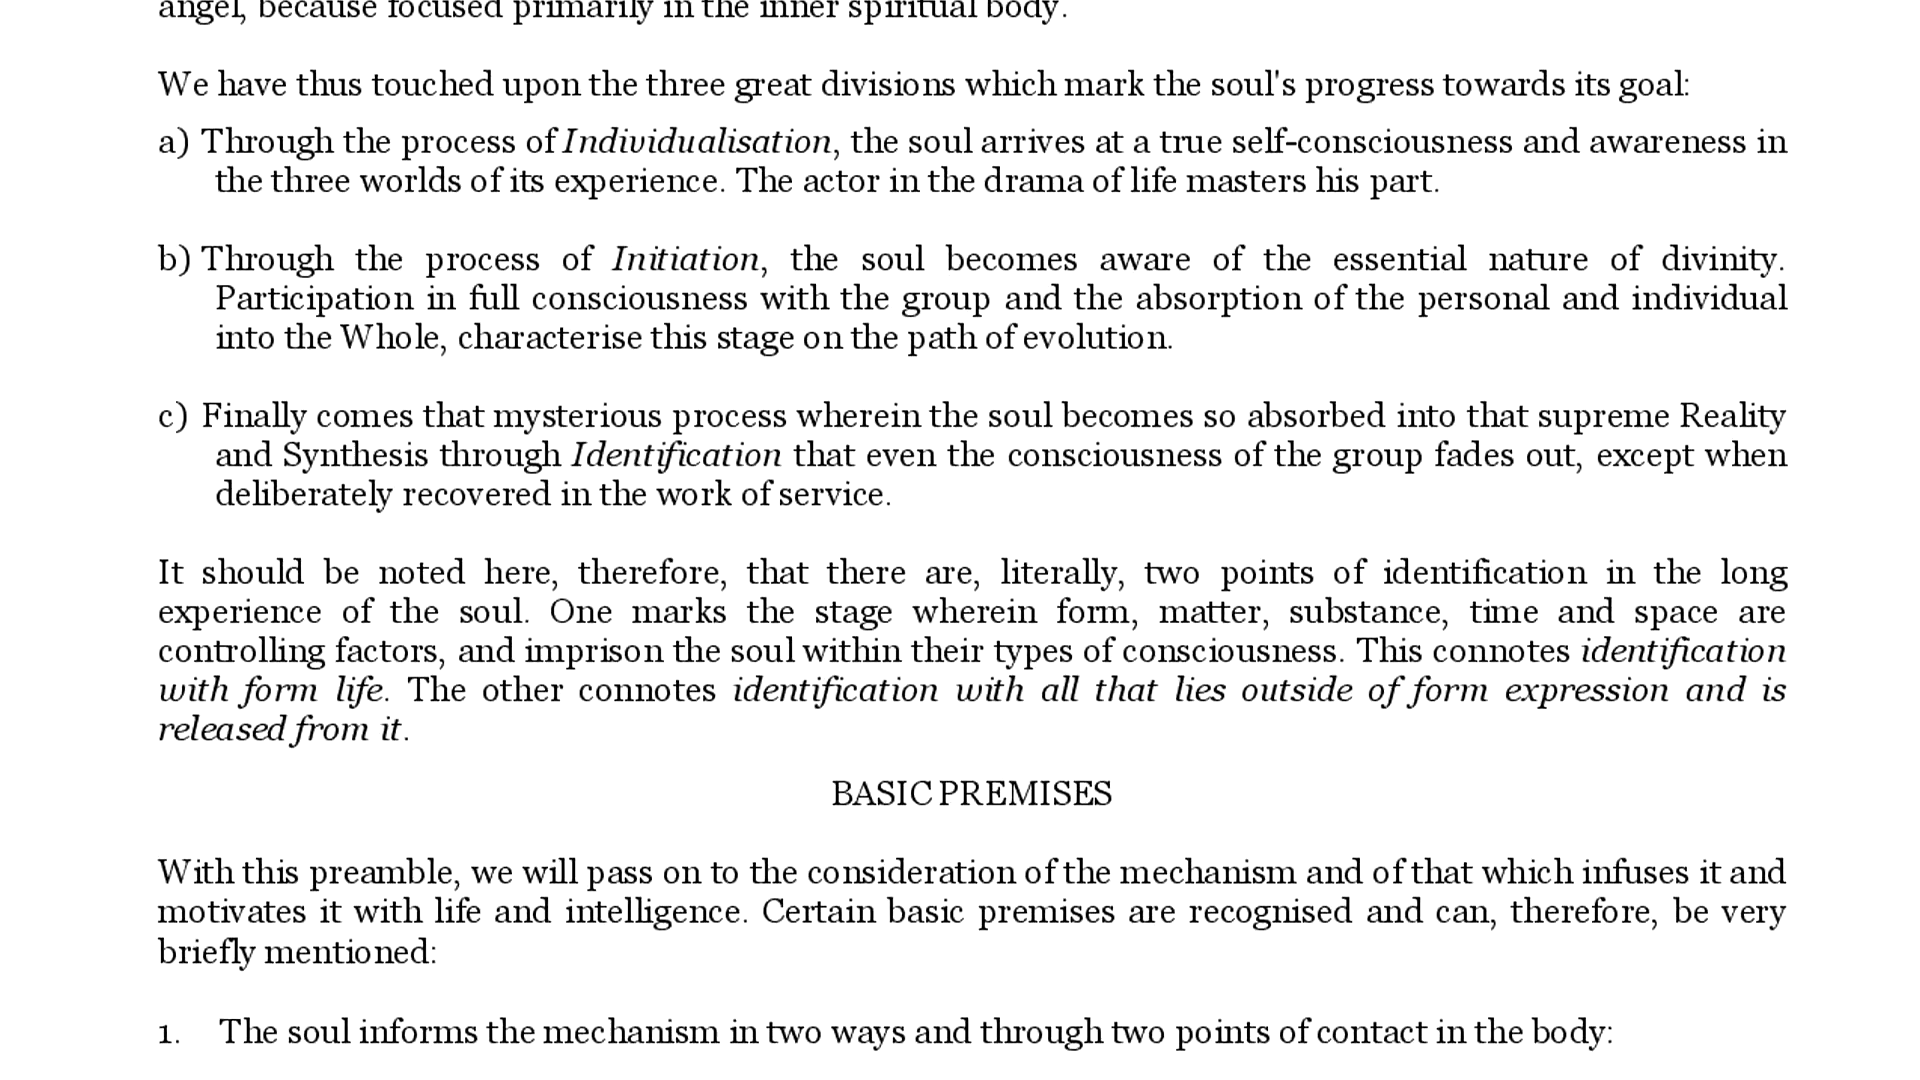 angel, because focused primarily in the inner spiritual body.
We have thus touched upon the three great divisions which mark the soul's progress towards its goal:
a) Through the process of Individualisation, the soul arrives at a true self-consciousness and awareness in
the three worlds of its experience. The actor in the drama of life masters his part.
b) Through the process of Initiation, the soul becomes aware of the essential nature of divinity.
Participation in full consciousness with the group and the absorption of the personal and individual
into the Whole, characterise this stage on the path of evolution.
c) Finally comes that mysterious process wherein the soul becomes so absorbed into that supreme Reality
and Synthesis through Identification that even the consciousness of the group fades out, except when
deliberately recovered in the work of service.
It should be noted here, therefore, that there are, literally, two points of identification in the long
experience of the soul. One marks the stage wherein form, matter, substance, time and space are
controlling factors, and imprison the soul within their types of consciousness. This connotes identification
with form life. The other connotes identification with all that lies outside of form expression and is
released from it.
BASIC PREMISES
With this preamble, we will pass on to the consideration of the mechanism and of that which infuses it and
motivates it with life and intelligence. Certain basic premises are recognised and can, therefore, be very
briefly mentioned:
1. The soul informs the mechanism in two ways and through two points of contact in the body: